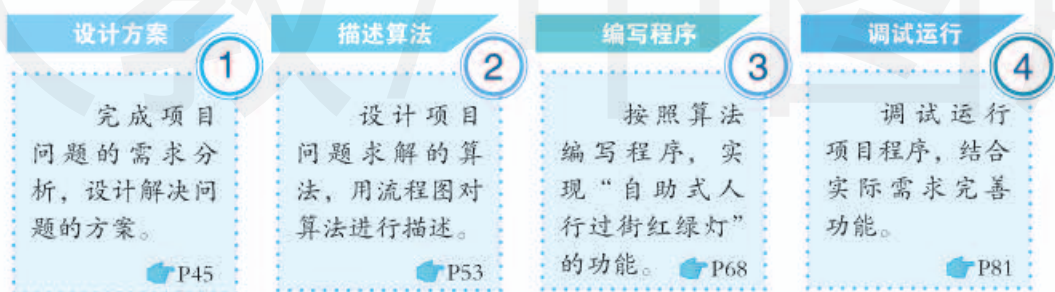 设计方案
1
完成项目
问题的需求分
析，设计解决问
题的方案。
P45
描述算法
2
设计项目
问题求解的算
法，用流程图对
算法进行描述。
P53
编写程序
3
按照算法
编写程序，实
现“自助式人
行过街红绿灯”
的功能。 P68
调试运行
4
调试运行
项目程序，结合
实际需求完善
功能。
P81